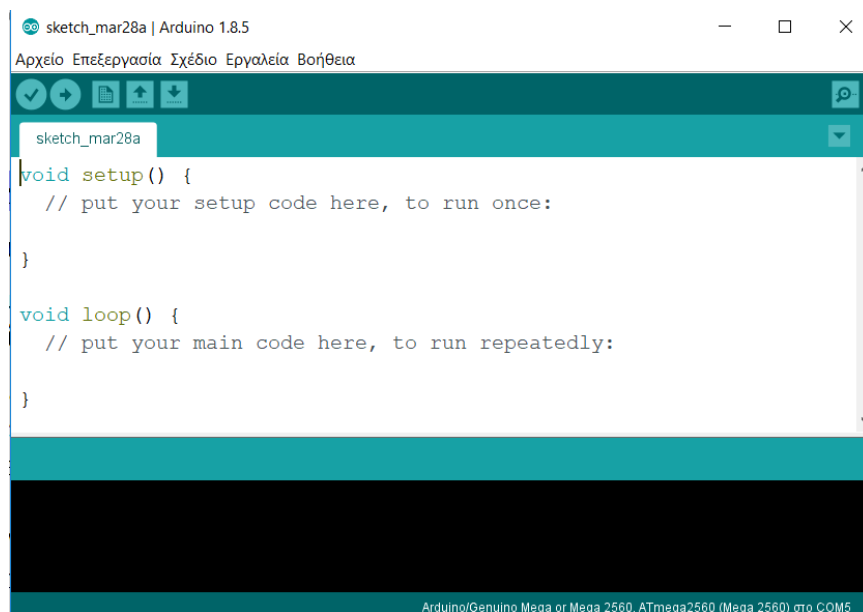 sketch_mar28a | Arduino 1.8.5
Αρχείο Επεξεργασία Σχέδιο Εργαλεία Βοήθεια
sketch_mar28a
void setup() {
  // put your setup code here, to run once:
}
void loop() {
  // put your main code here, to run repeatedly:
}
Arduino/Genuino Mega or Mega 2560, ATmega2560 (Mega 2560) στο COM5